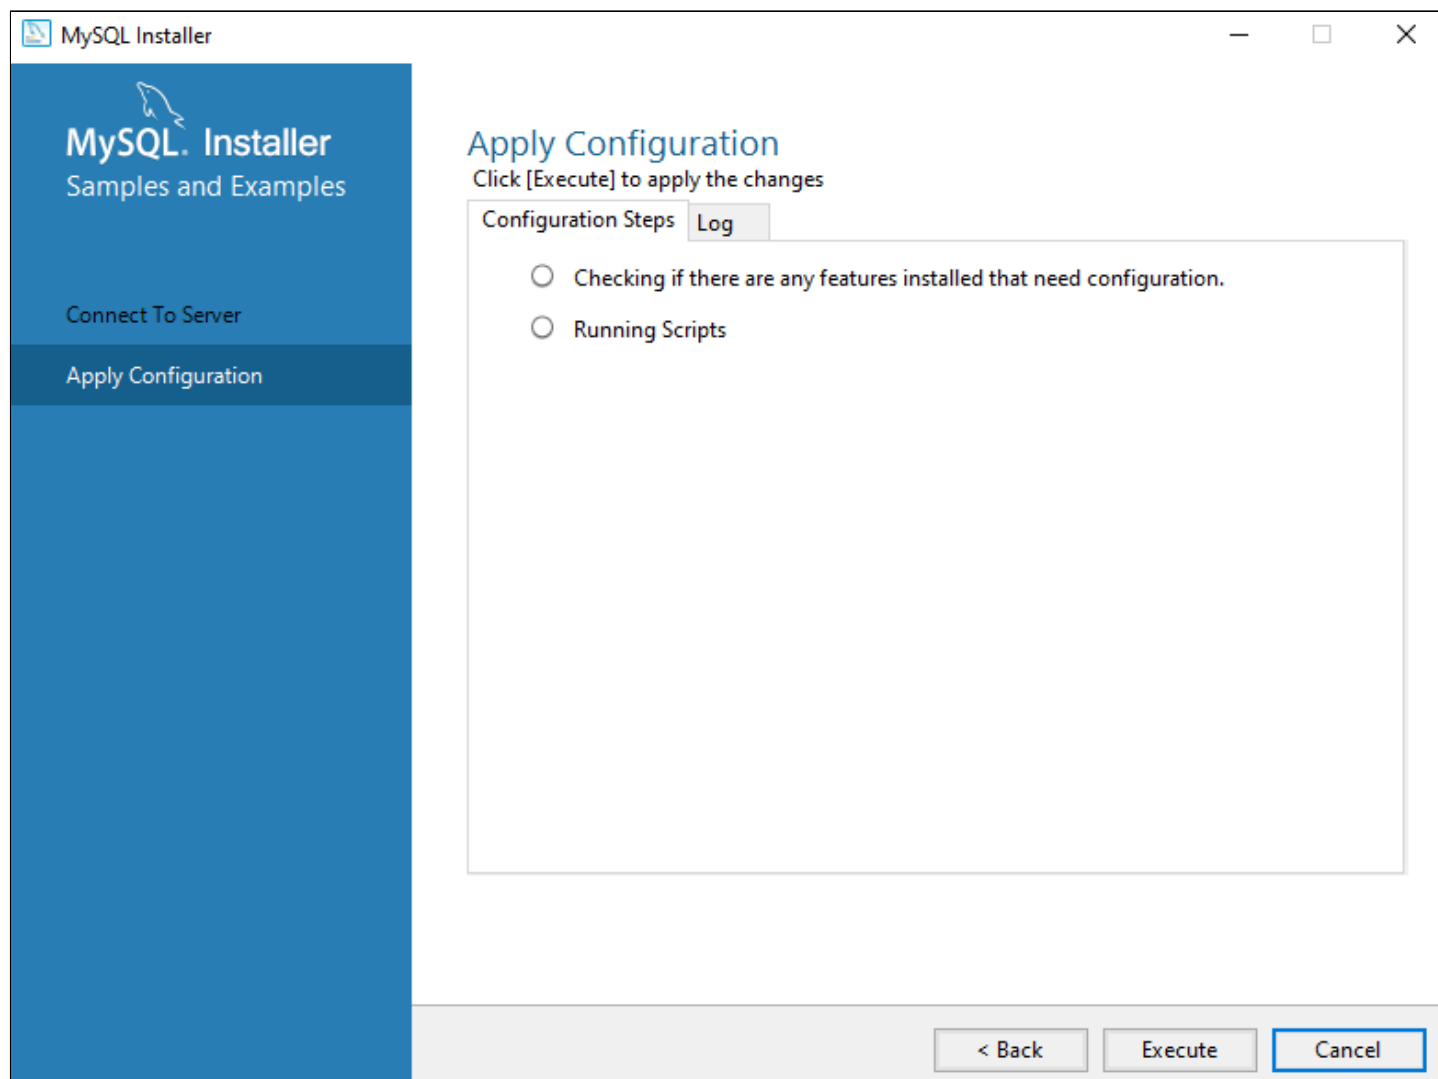 MySQL Installer
MySQL. Installer
Samples and Examples
Connect To Server
Apply Configuration
Apply Configuration
Click [Execute] to apply the changes
Configuration Steps
Log
Checking if there are any features installed that need configuration.
Running Scripts
< Back
Execute
Cancel